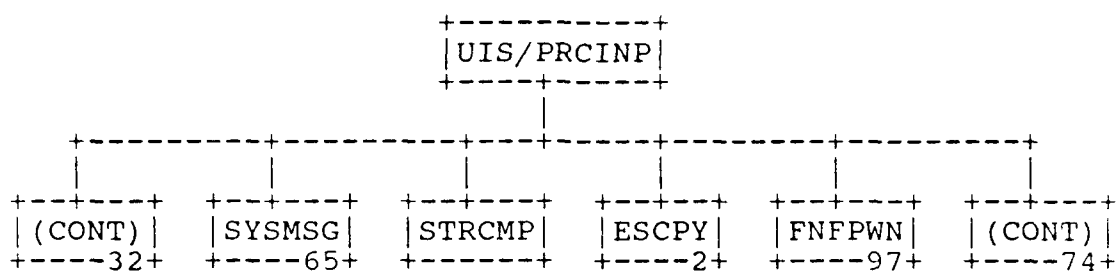 UIS/PRCINP
(CONT) SYSMSG STRCMP ESCPY FNFPWN (CONT)
32 65 2 97 74